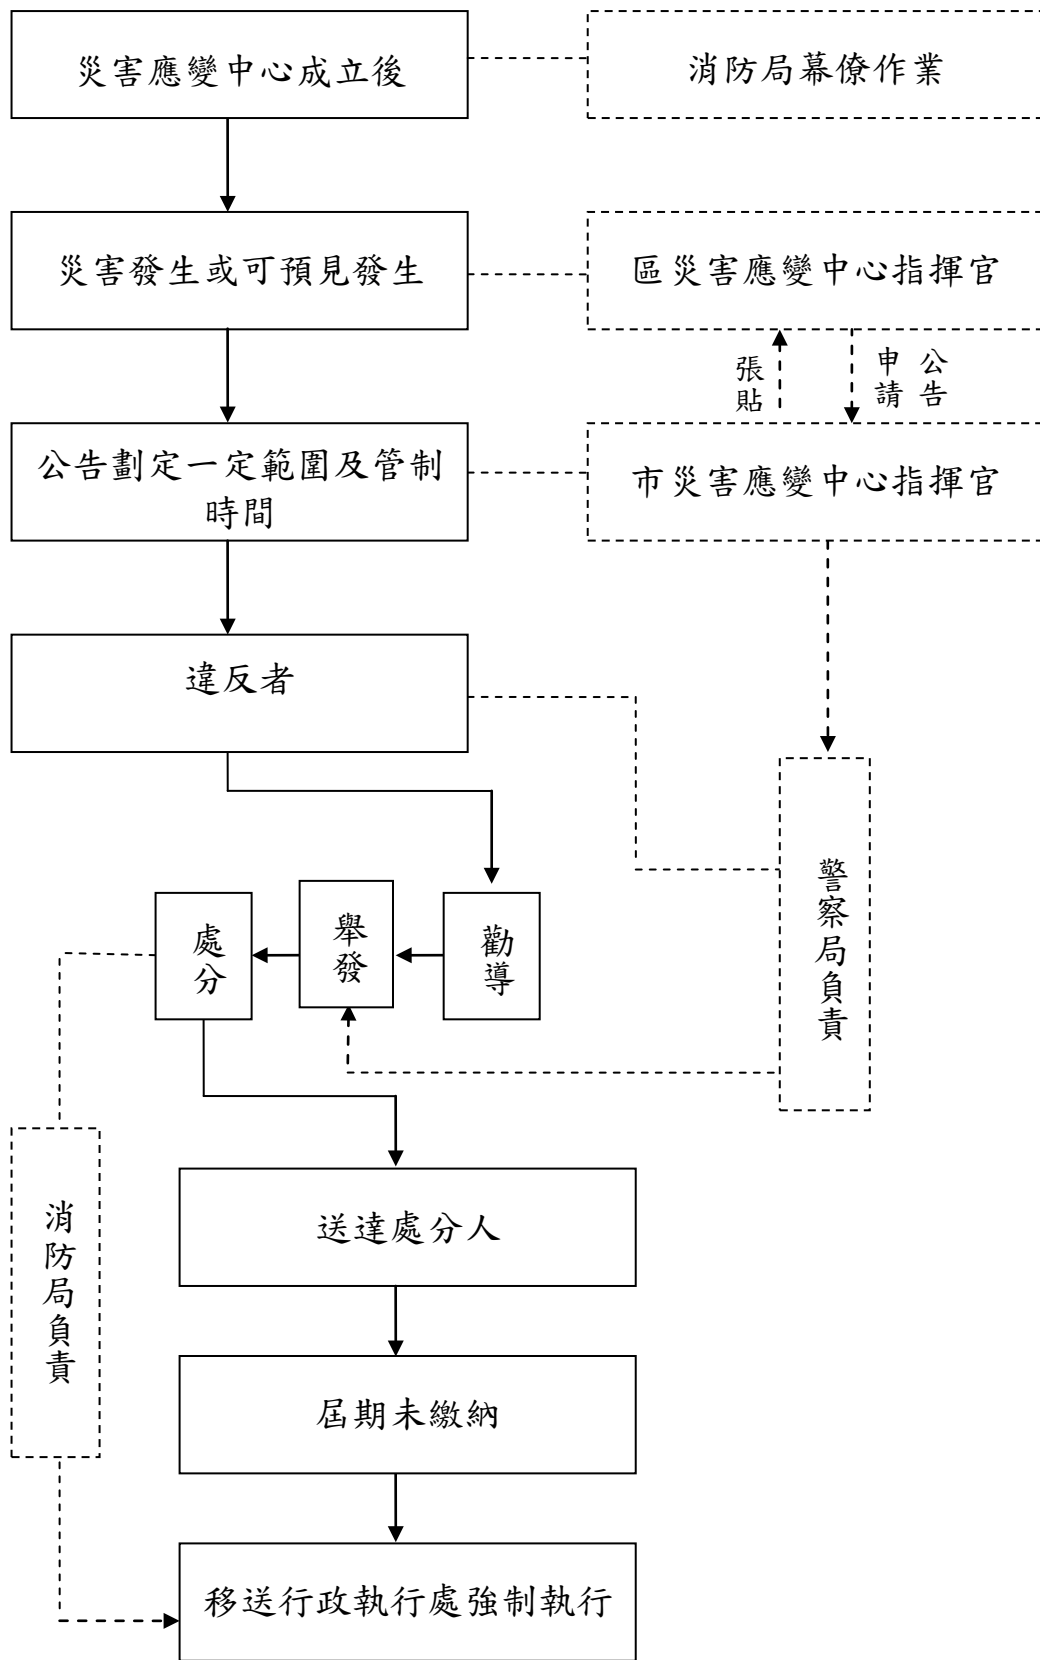 災害應變中心成立後
消防局幕僚作業
災害發生或可預見發生
區災害應變中心指揮官
張貼
申請
公告
公告劃定一定範圍及管制
時間
市災害應變中心指揮官
違反者
警察局負責
處分
舉發
勸導
消防局負責
送達處分人
屆期未繳納
移送行政執行處強制執行